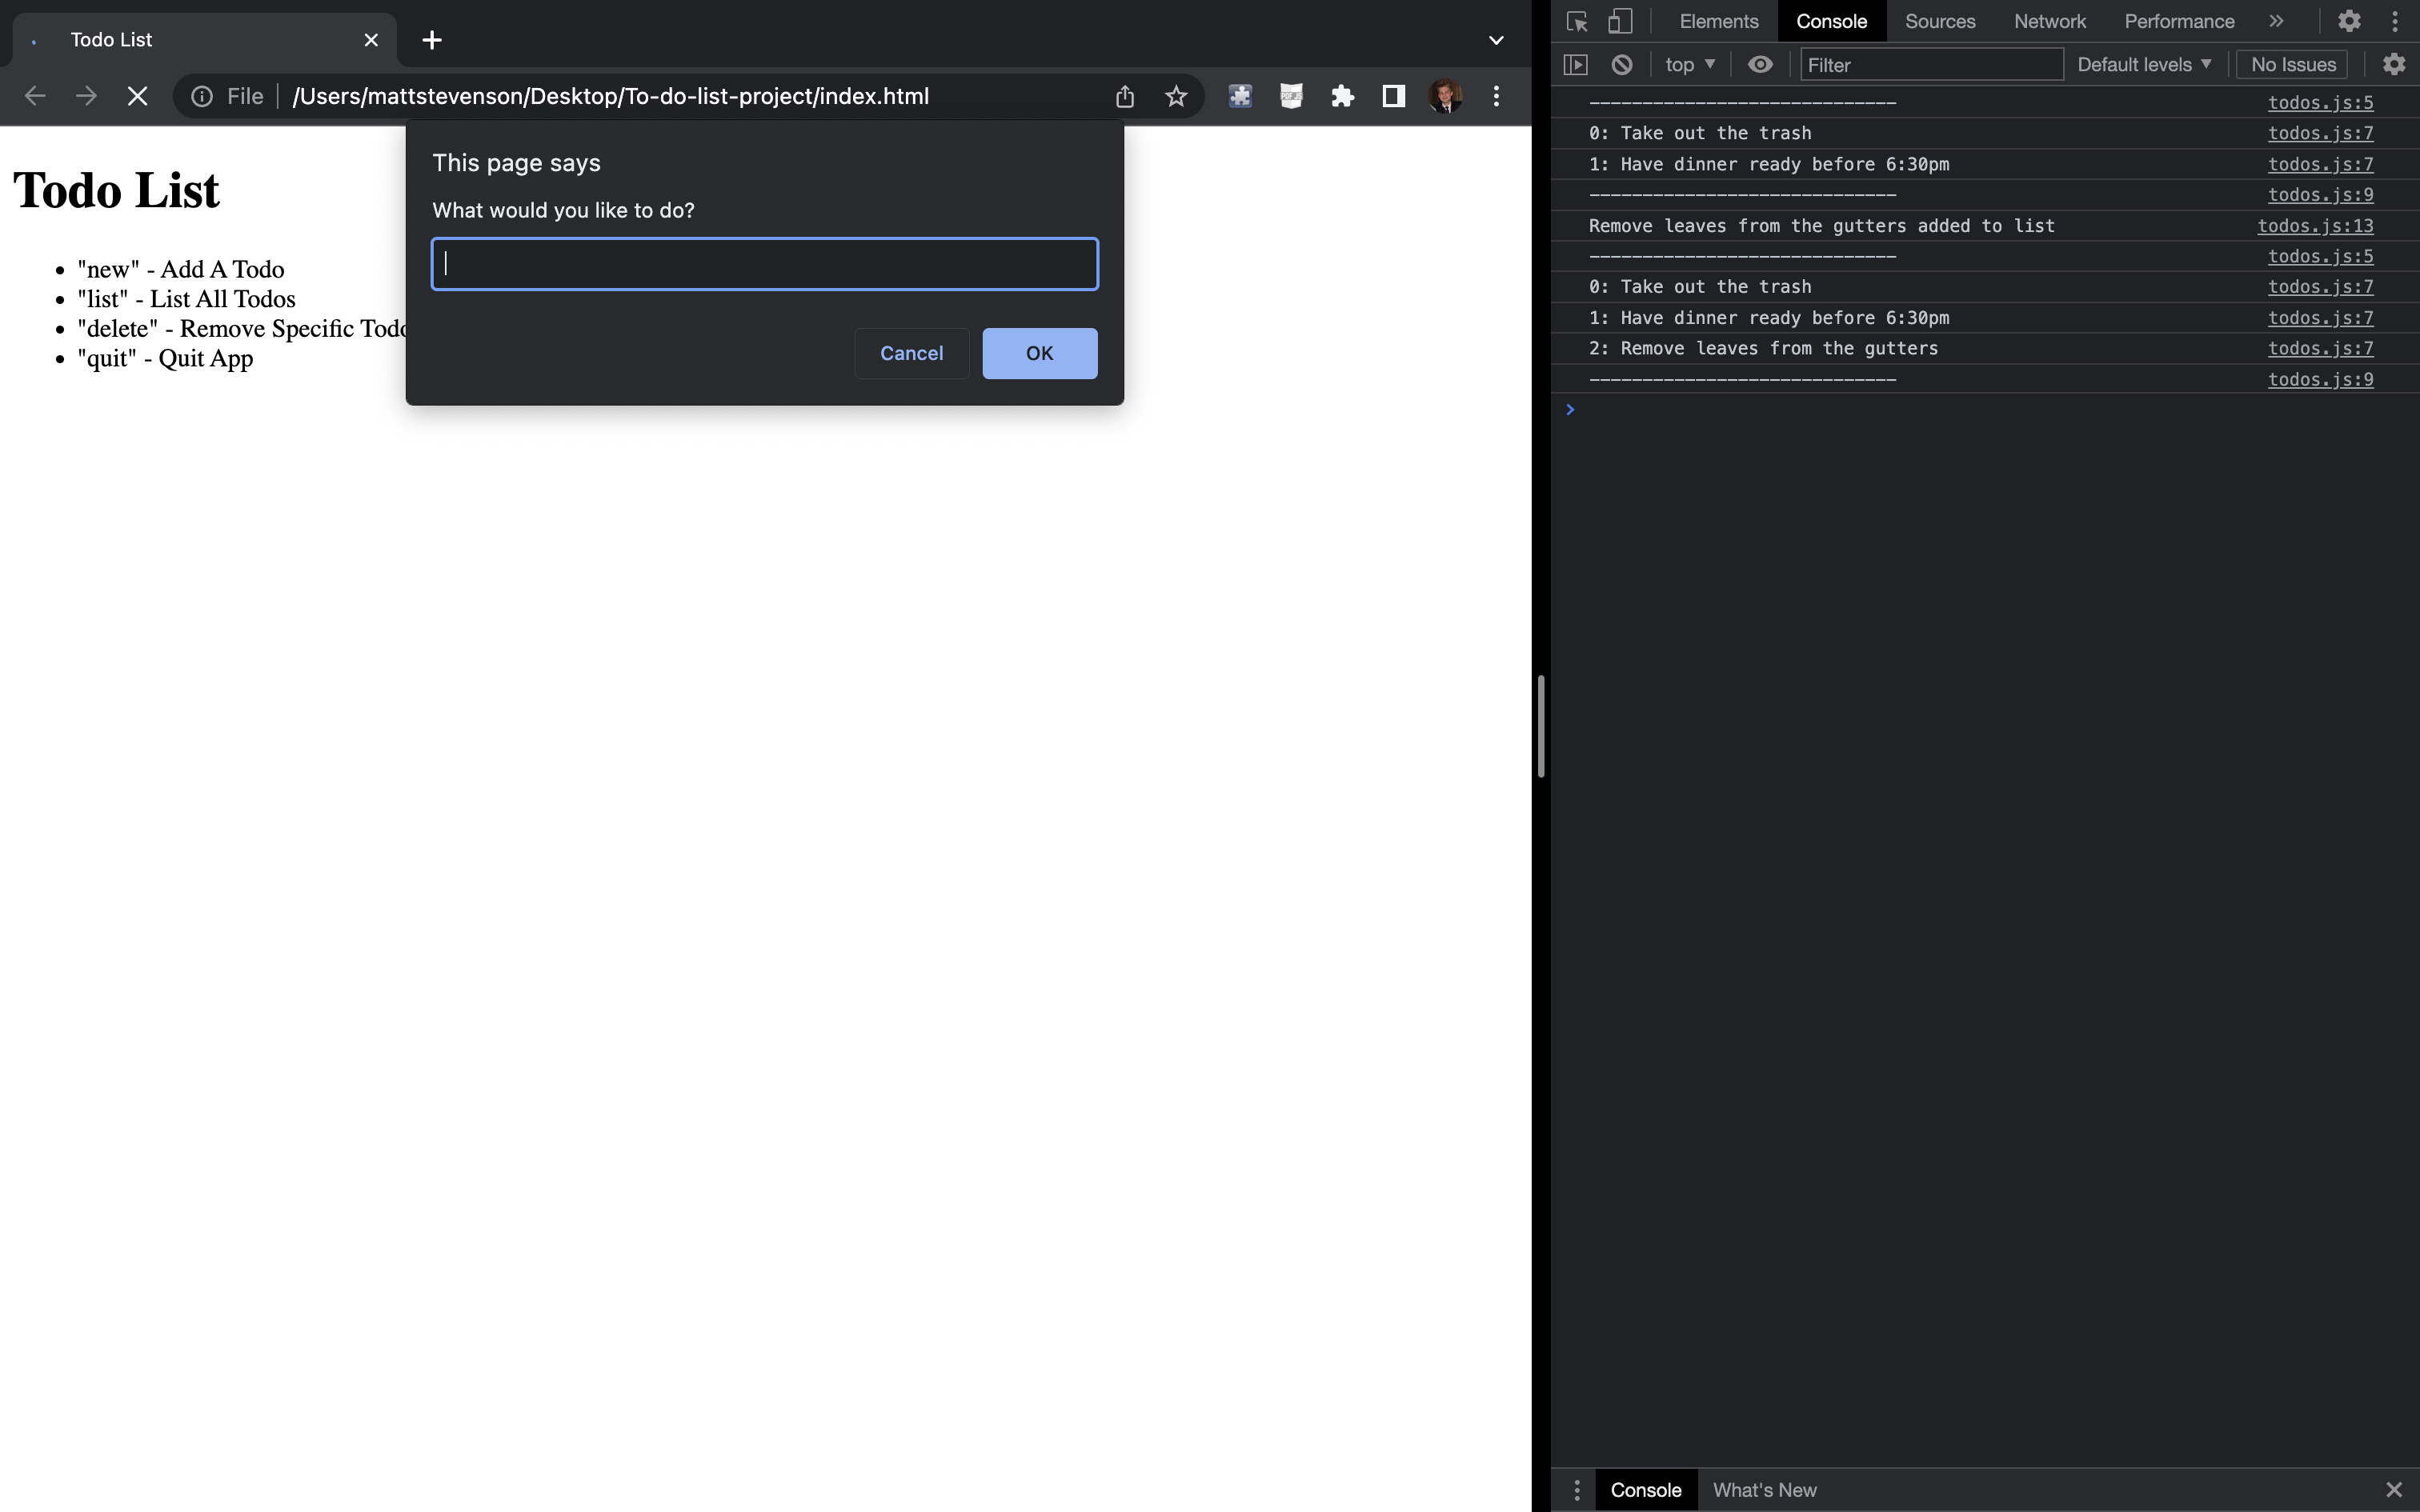 Todo List
File /Users/mattstevenson/Desktop/To-do-list-project/index.html
This page says
What would you like to do?
Cancel OK
Todo List
"new" - Add A Todo
"list" - List All Todos
"delete" - Remove Specific Todo
"quit" - Quit App
Elements Console Sources Network Performance
top Filter Default levels No Issues
----------------------------- todos.js:5
0: Take out the trash todos.js:7
1: Have dinner ready before 6:30pm todos.js:7
----------------------------- todos.js:9
Remove leaves from the gutters added to list todos.js:13
----------------------------- todos.js:5
0: Take out the trash todos.js:7
1: Have dinner ready before 6:30pm todos.js:7
2: Remove leaves from the gutters todos.js:7
----------------------------- todos.js:9
Console What's New